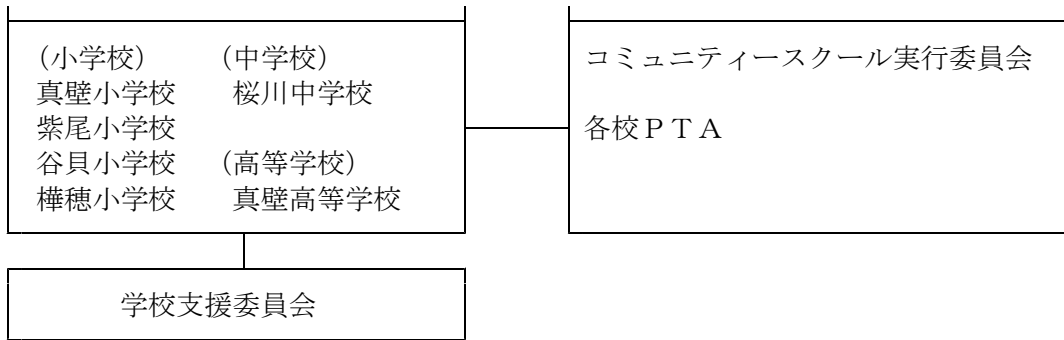 (小学校) (中学校)
真壁小学校 桜川中学校
紫尾小学校
谷貝小学校 (高等学校)
樺穂小学校 真壁高等学校
コミュニティースクール実行委員会
各校PTA
学校支援委員会